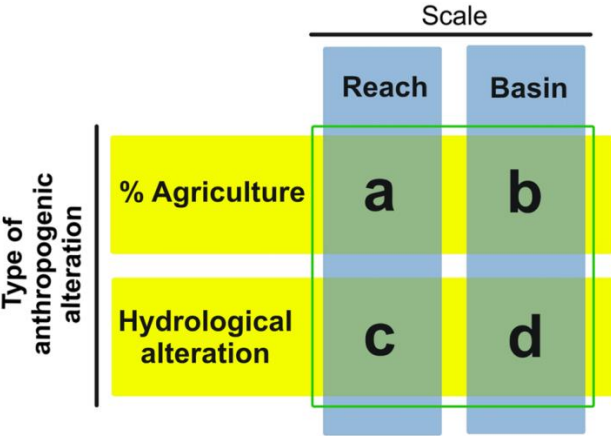 Scale
Reach Basin
Type of
anthropogenic
alteration
% Agriculture a b
Hydrological
alteration
c d